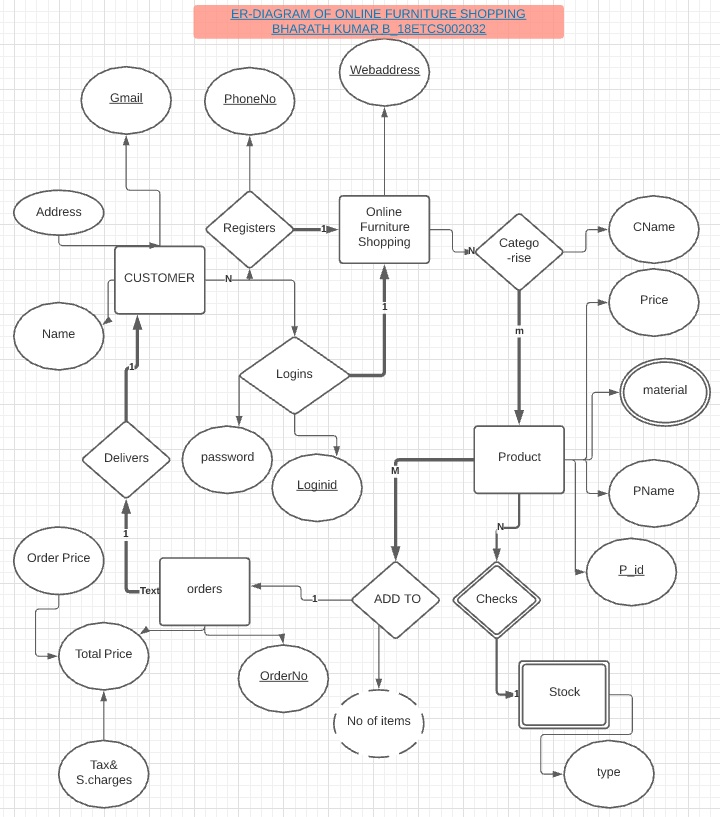 ER-DIAGRAM OF ONLINE FURNITURE SHOPPING
BHARATH KUMAR B_18ETCS002032
Webaddress
Gmail
PhoneNo
Address
Registers
1
Online
Furniture
Shopping
N
Catego
-rise
CName
CUSTOMER
N
Price
Name
1
m
1
Logins
material
Delivers
password
Loginid
Product
M
PName
N
1
Order Price
Text
orders
1
ADD TO
Checks
P_id
Total Price
OrderNo
No of items
1
Stock
Tax&
S.charges
type